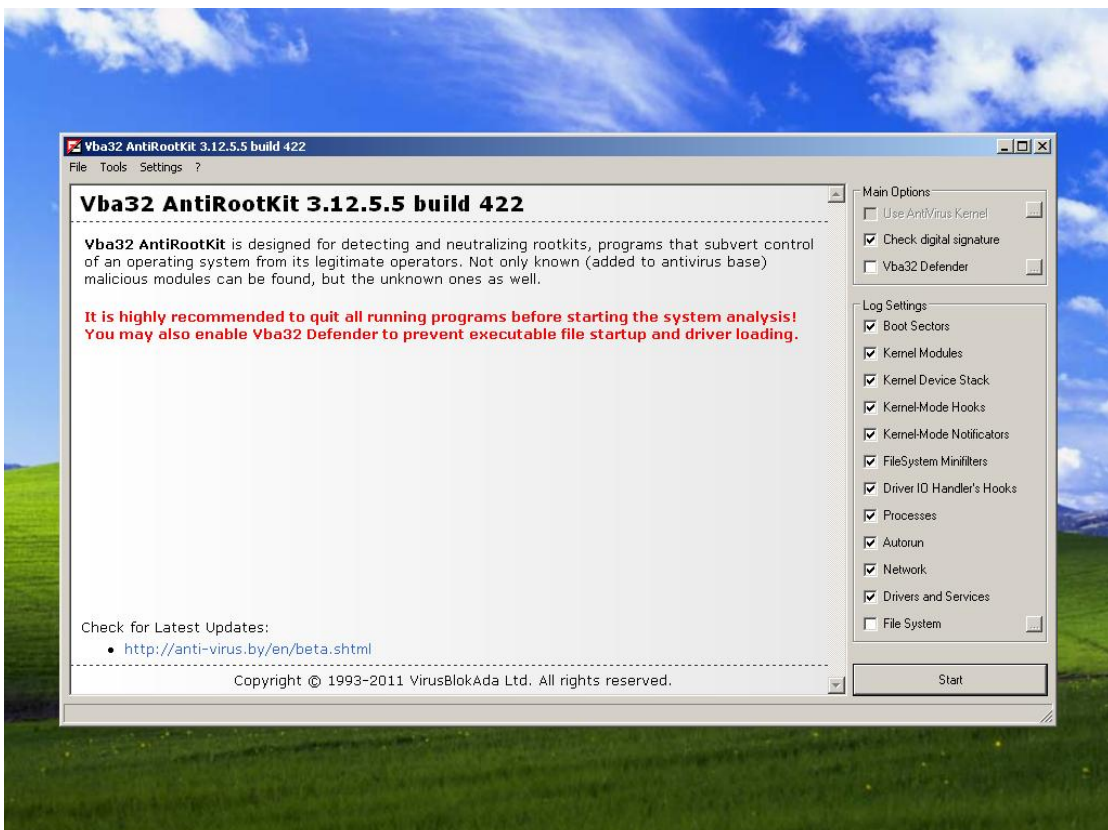 Vba32 AntiRootKit 3.12.5.5 build 422
File Tools Settings ?
Vba32 AntiRootKit 3.12.5.5 build 422
Vba32 AntiRootKit is designed for detecting and neutralizing rootkits, programs that subvert control
of an operating system from its legitimate operators. Not only known (added to antivirus base)
malicious modules can be found, but the unknown ones as well.
It is highly recommended to quit all running programs before starting the system analysis!
You may also enable Vba32 Defender to prevent executable file startup and driver loading.
Check for Latest Updates:
• http://anti-virus.by/en/beta.shtml
Copyright © 1993-2011 VirusBlokAda Ltd. All rights reserved.
Main Options
Use AntiVirus Kernel ...
Check digital signature
Vba32 Defender ...
Log Settings
Boot Sectors
Kernel Modules
Kernel Device Stack
Kernel-Mode Hooks
Kernel-Mode Notificators
FileSystem Minifilters
Driver IO Handler's Hooks
Processes
Autorun
Network
Drivers and Services
File System ...
Start